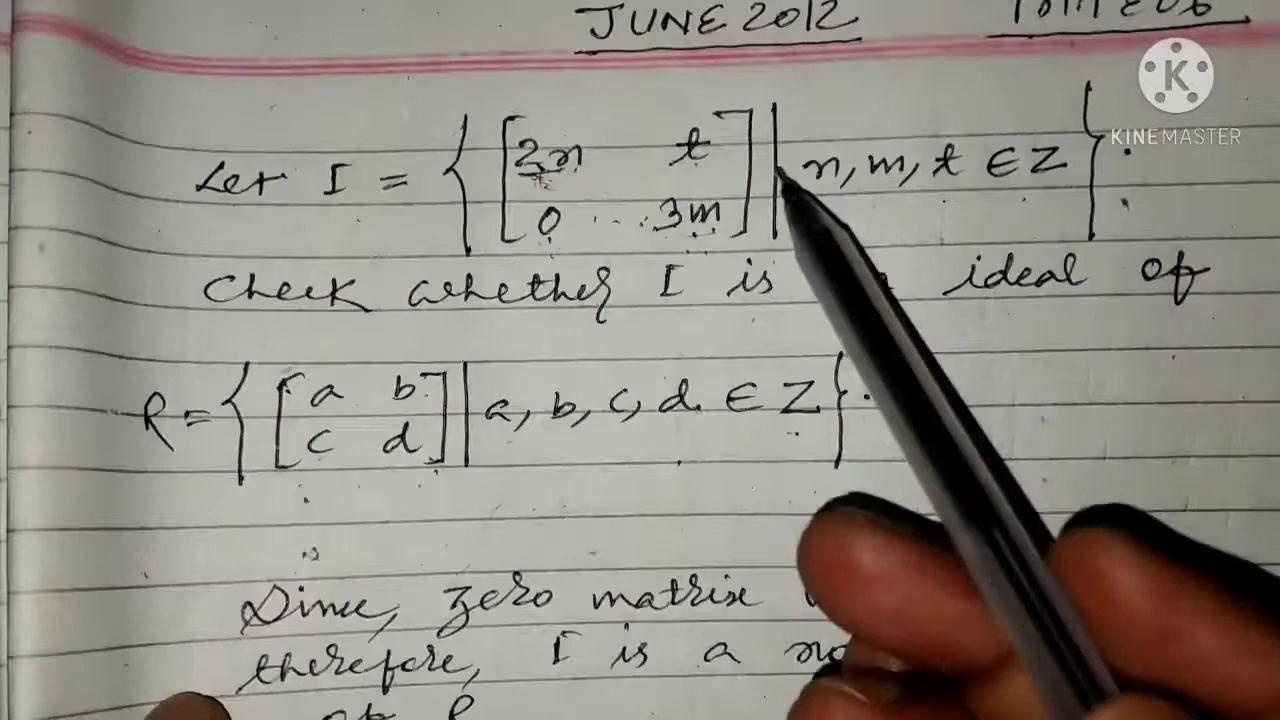 JUNE 2012
KINEMASTER
Let I = { [ 2n t 0 3m ] | n, m, t ∈ Z } .
Check whether I is ideal of
R = { [ a b c d ] | a, b, c, d ∈ Z } .
Since, zero matrix
therefore, I is a